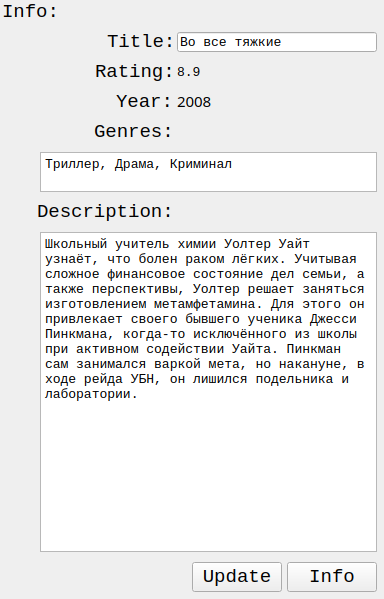 Info:
Title: Во все тяжкие
Rating: 8.9
Year: 2008
Genres:
Триллер, Драма, Криминал
Description:
Школьный учитель химии Уолтер Уайт
узнаёт, что болен раком лёгких. Учитывая
сложное финансовое состояние дел семьи, а
также перспективы, Уолтер решает заняться
изготовлением метамфетамина. Для этого он
привлекает своего бывшего ученика Джесси
Пинкмана, когда-то исключённого из школы
при активном содействии Уайта. Пинкман
сам занимался варкой мета, но накануне, в
ходе рейда УБН, он лишился подельника и
лаборатории.
Update Info